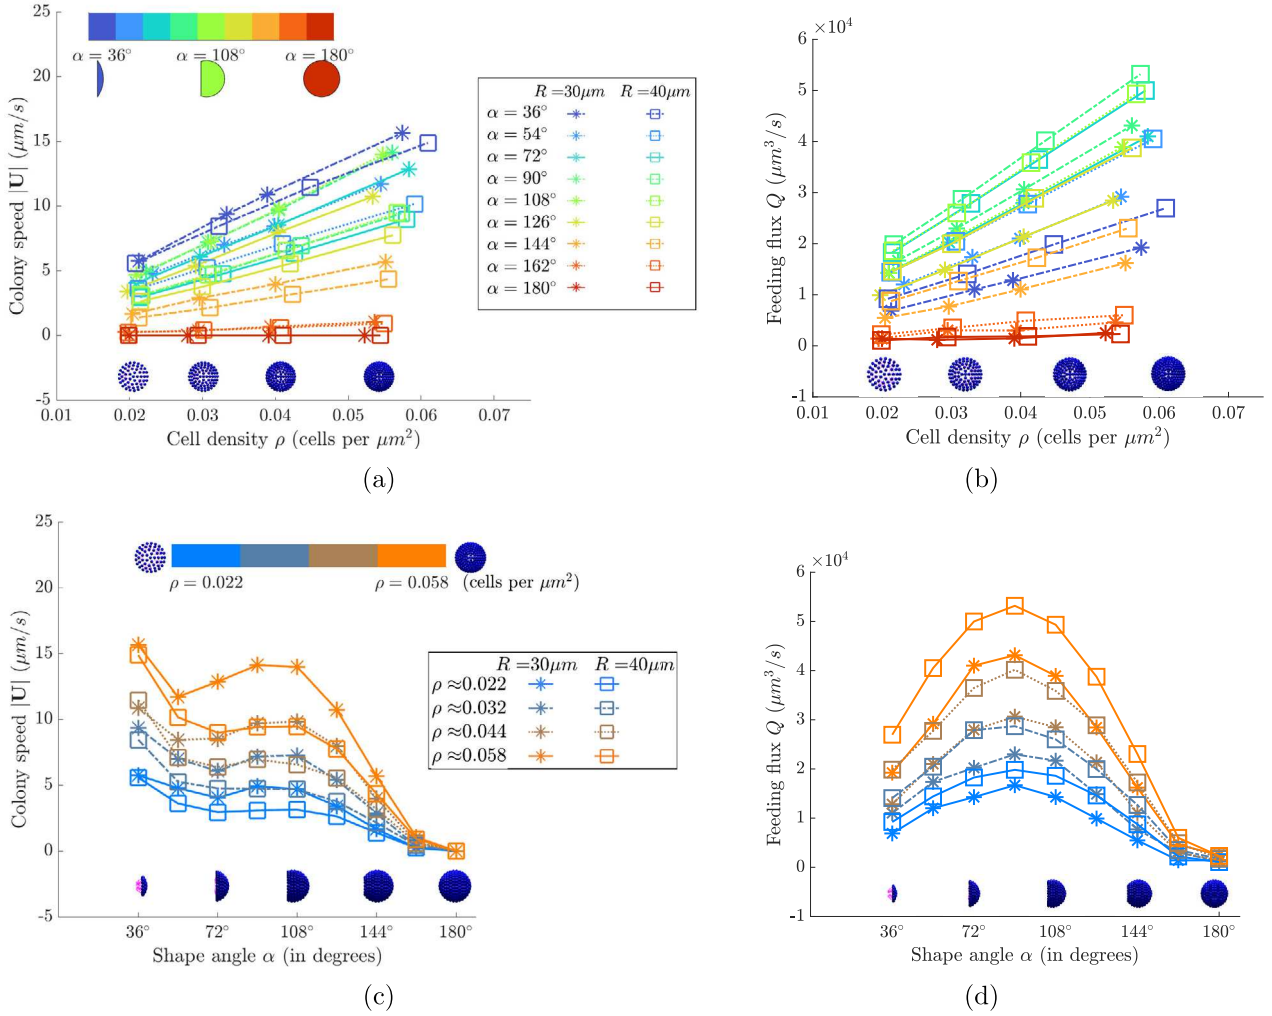 25
20
15
10
5
0
-5
Colony speed |U| (μm/s)
α = 36° α = 108° α = 180°
0.01 0.02 0.03 0.04 0.05 0.06 0.07
Cell density ρ (cells per μm²)
(a)
R =30μm R =40μm
α = 36°
α = 54°
α = 72°
α = 90°
α = 108°
α = 126°
α = 144°
α = 162°
α = 180°
×10⁴
6
5
4
3
2
1
0
-1
Feeding flux Q (μm³/s)
0.01 0.02 0.03 0.04 0.05 0.06 0.07
Cell density ρ (cells per μm²)
(b)
25
20
15
10
5
0
-5
Colony speed |U| (μm/s)
ρ = 0.022 ρ = 0.058 (cells per μm²)
R =30μm R =40μm
ρ ≈0.022
ρ ≈0.032
ρ ≈0.044
ρ ≈0.058
36° 72° 108° 144° 180°
Shape angle α (in degrees)
(c)
×10⁴
6
5
4
3
2
1
0
-1
Feeding flux Q (μm³/s)
36° 72° 108° 144° 180°
Shape angle α (in degrees)
(d)